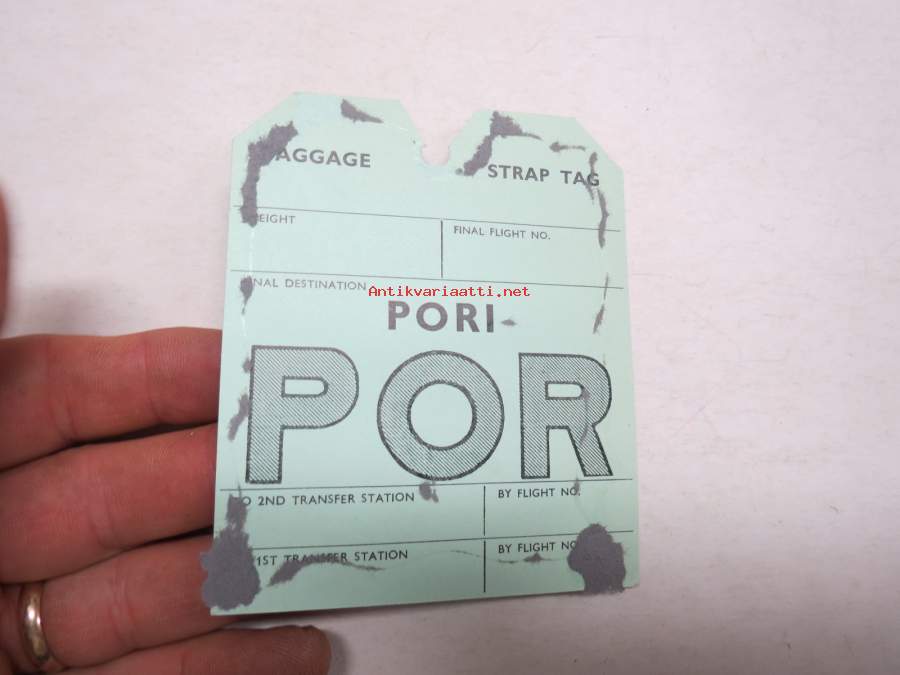 AGGAGE STRAP TAG
EIGHT FINAL FLIGHT NO.
NAL DESTINATION
Antikvariaatti.net
PORI
POR
O 2ND TRANSFER STATION BY FLIGHT NO.
1ST TRANSFER STATION BY FLIGHT NO